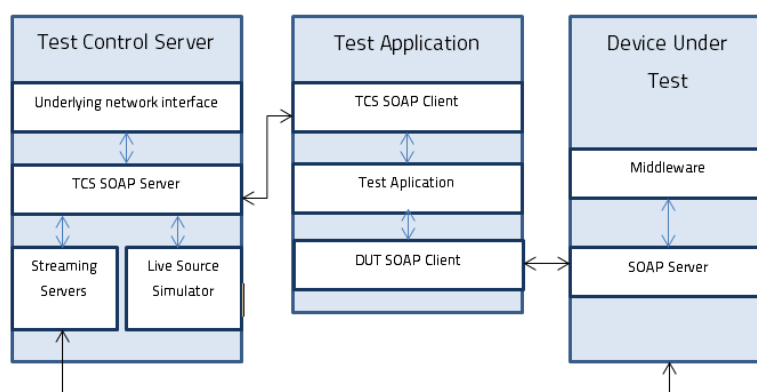 Test Control Server
Underlying network interface
TCS SOAP Server
Streaming
Servers
Live Source
Simulator
Test Application
TCS SOAP Client
Test Aplication
DUT SOAP Client
Device Under
Test
Middleware
SOAP Server